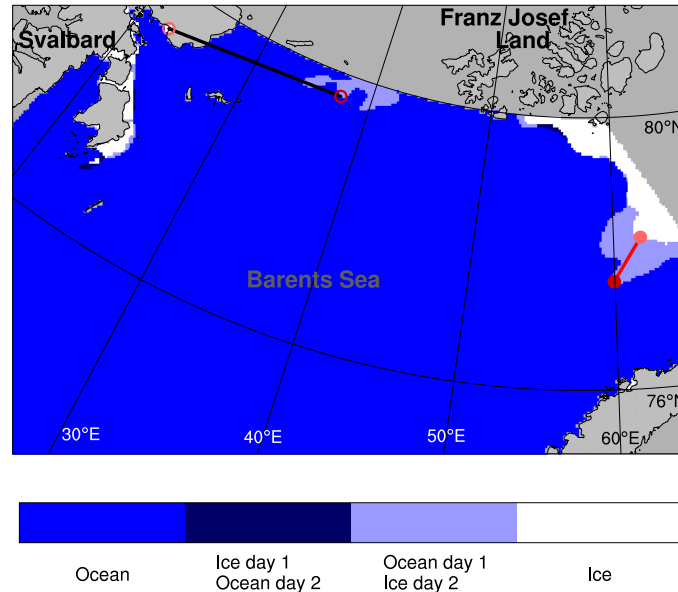 Svalbard
Franz Josef
Land
80°N
Barents Sea
76°N
30°E
40°E
50°E
60°E
Ocean
Ice day 1
Ocean day 2
Ocean day 1
Ice day 2
Ice